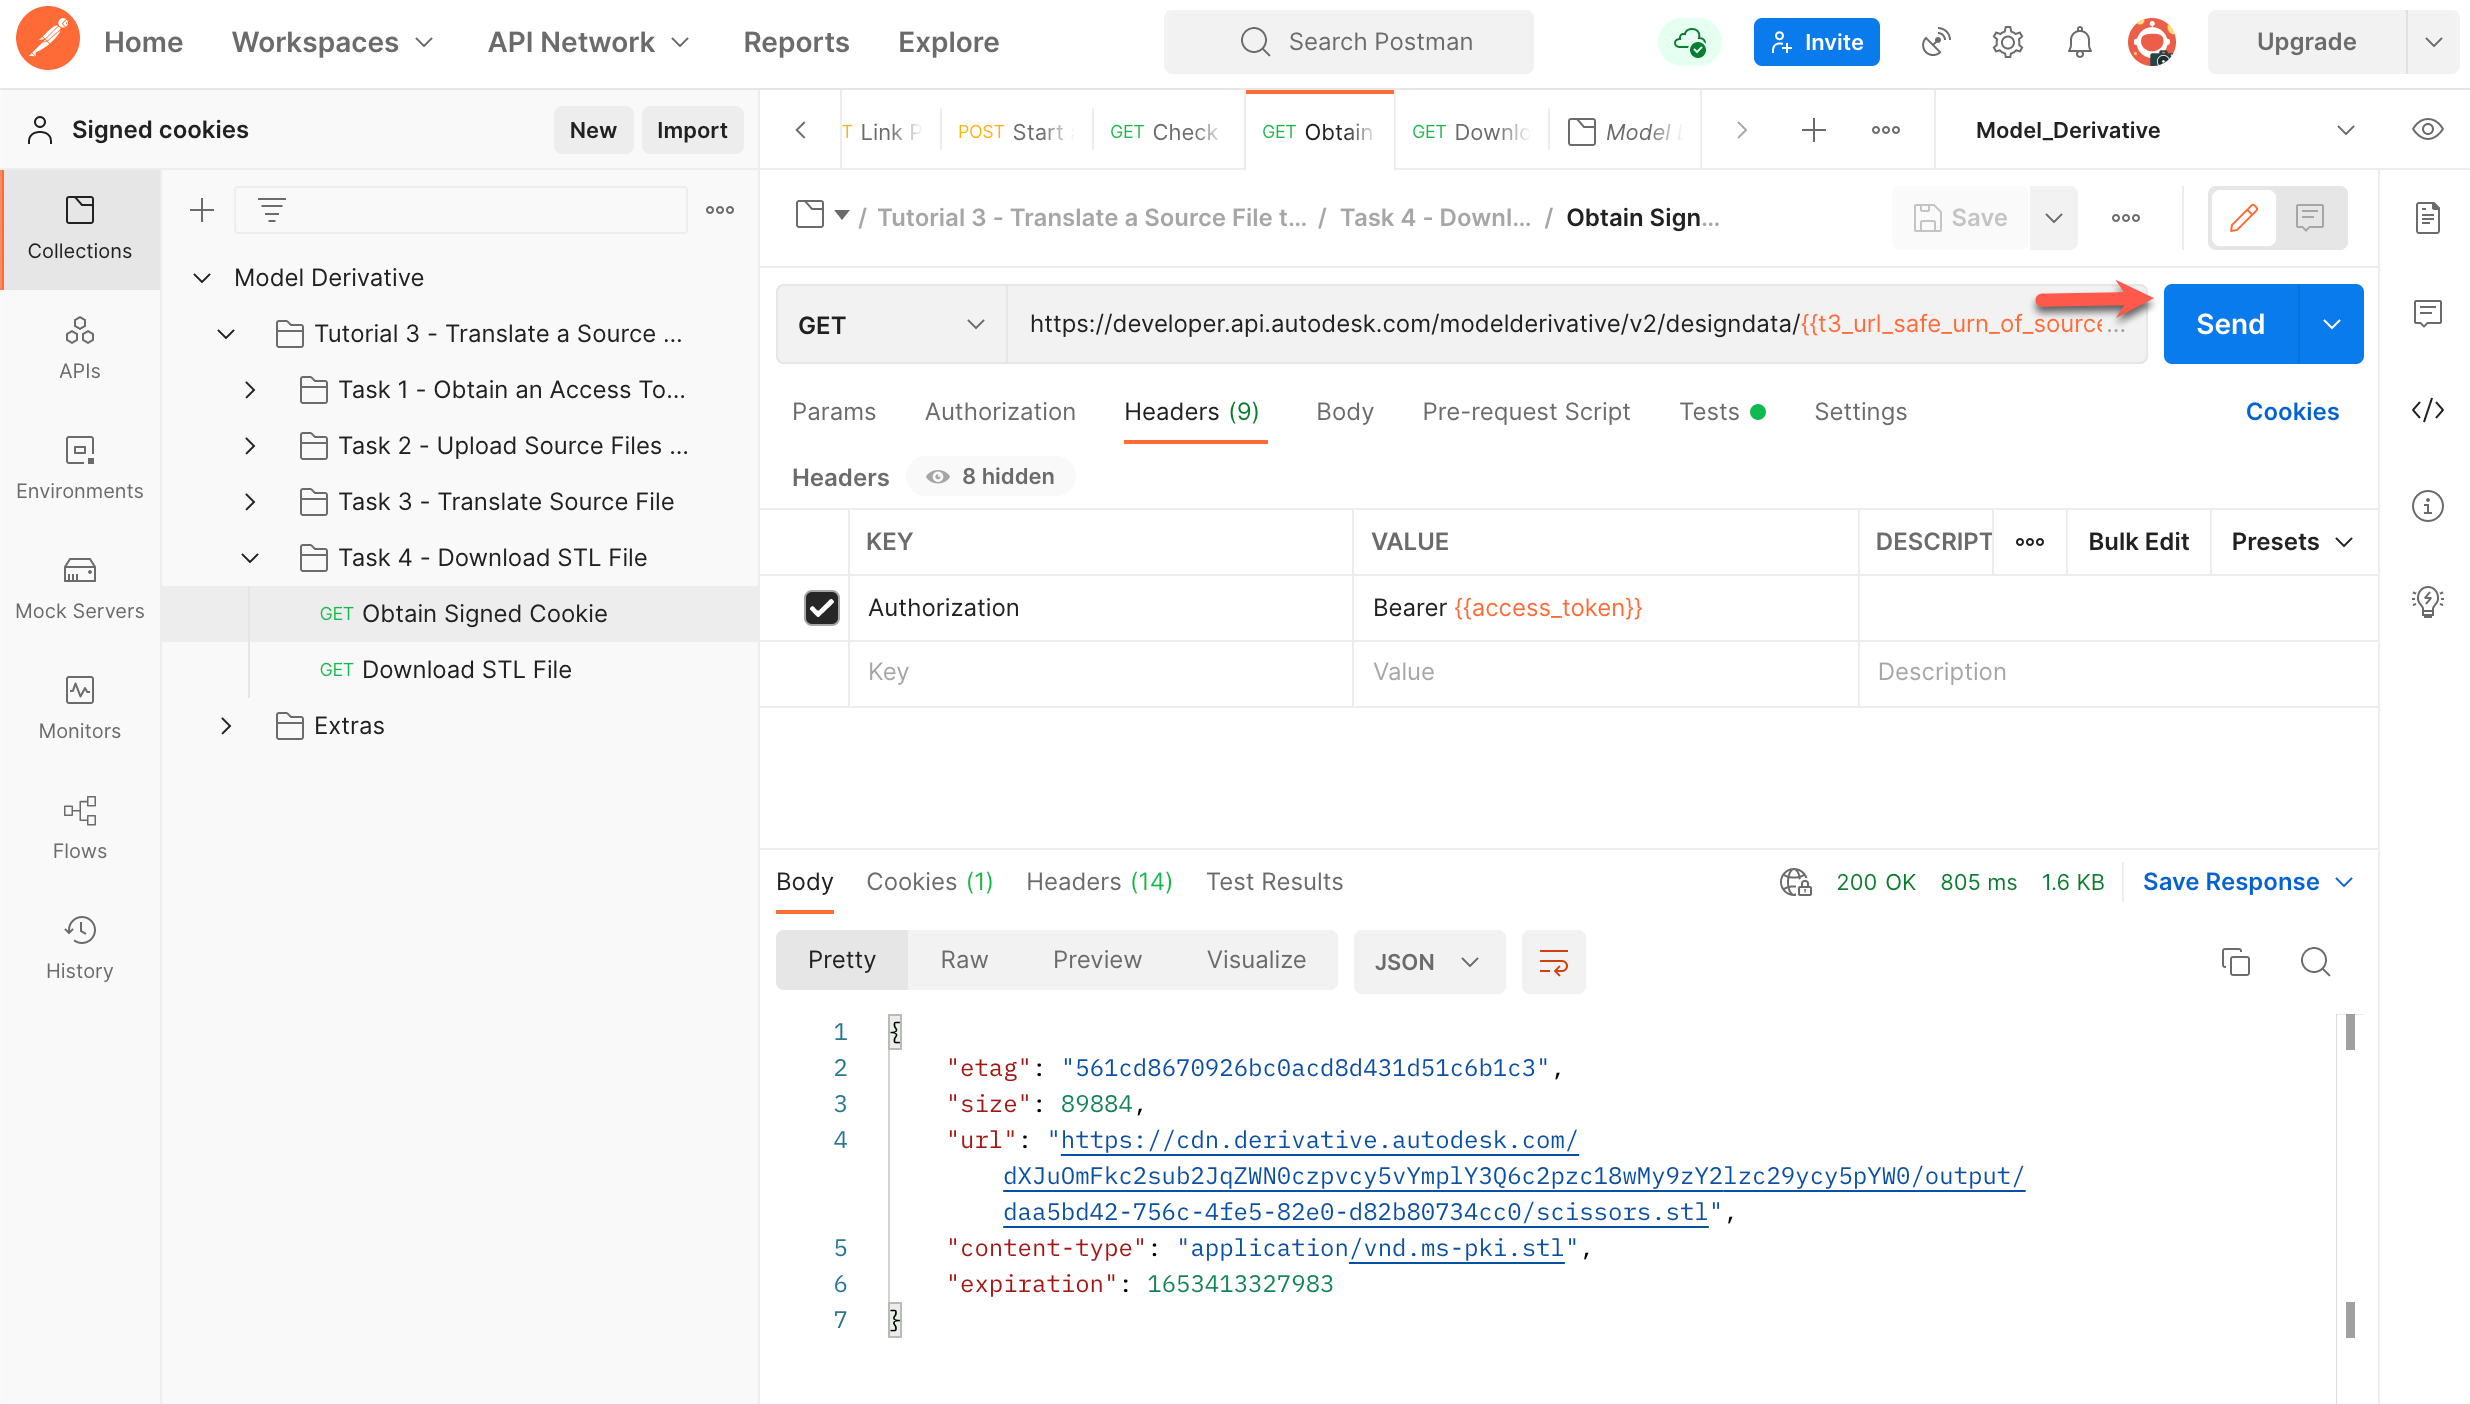 Home Workspaces API Network Reports Explore Search Postman Invite Upgrade
Signed cookies New Import
T Link POST Start GET Check GET Obtain GET Downlo Model Model_Derivative
Collections
APIs
Environments
Mock Servers
Monitors
Flows
History
Model Derivative
Tutorial 3 - Translate a Source ...
Task 1 - Obtain an Access To...
Task 2 - Upload Source Files ...
Task 3 - Translate Source File
Task 4 - Download STL File
GET Obtain Signed Cookie
GET Download STL File
Extras
/ Tutorial 3 - Translate a Source File t... / Task 4 - Downl... / Obtain Sign... Save
GET https://developer.api.autodesk.com/modelderivative/v2/designdata/{{t3_url_safe_urn_of_source... Send
Params Authorization Headers (9) Body Pre-request Script Tests Settings Cookies
Headers 8 hidden
KEY VALUE DESCRIPT Bulk Edit Presets
Authorization Bearer {{access_token}}
Key Value Description
Body Cookies (1) Headers (14) Test Results 200 OK 805 ms 1.6 KB Save Response
Pretty Raw Preview Visualize JSON
1 {
2 "etag": "561cd8670926bc0acd8d431d51c6b1c3",
3 "size": 89884,
4 "url": "https://cdn.derivative.autodesk.com/
dXJuOmFkc2sub2JqZWN0czpvcy5vYmplY3Q6c2pzc18wMy9zY2lzc29ycy5pYW0/output/
daa5bd42-756c-4fe5-82e0-d82b80734cc0/scissors.stl",
5 "content-type": "application/vnd.ms-pki.stl",
6 "expiration": 1653413327983
7 }